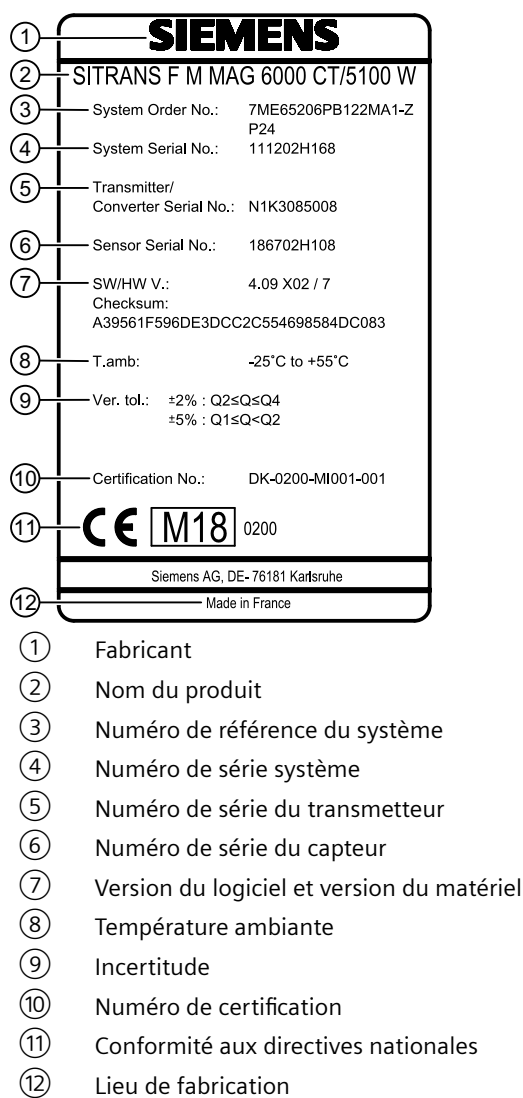 ① SIEMENS
② SITRANS F M MAG 6000 CT/5100 W
③ System Order No.: 7ME65206PB122MA1-Z
P24
④ System Serial No.: 111202H168
⑤ Transmitter/
Converter Serial No.: N1K3085008
⑥ Sensor Serial No.: 186702H108
⑦ SW/HW V.: 4.09 X02 / 7
Checksum:
A39561F596DE3DCC2C554698584DC083
⑧ T.amb: -25°C to +55°C
⑨ Ver. tol.: ±2% : Q2≤Q≤Q4
±5% : Q1≤Q<Q2
⑩ Certification No.: DK-0200-MI001-001
⑪ CE M18 0200
Siemens AG, DE- 76181 Karlsruhe
⑫ Made in France
① Fabricant
② Nom du produit
③ Numéro de référence du système
④ Numéro de série système
⑤ Numéro de série du transmetteur
⑥ Numéro de série du capteur
⑦ Version du logiciel et version du matériel
⑧ Température ambiante
⑨ Incertitude
⑩ Numéro de certification
⑪ Conformité aux directives nationales
⑫ Lieu de fabrication